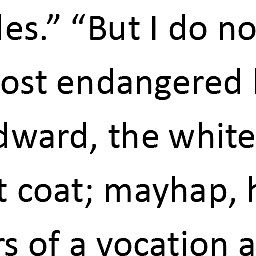 les.” “But I do no
ost endangered
dward, the white
t coat; mayhap, h
rs of a vocation a